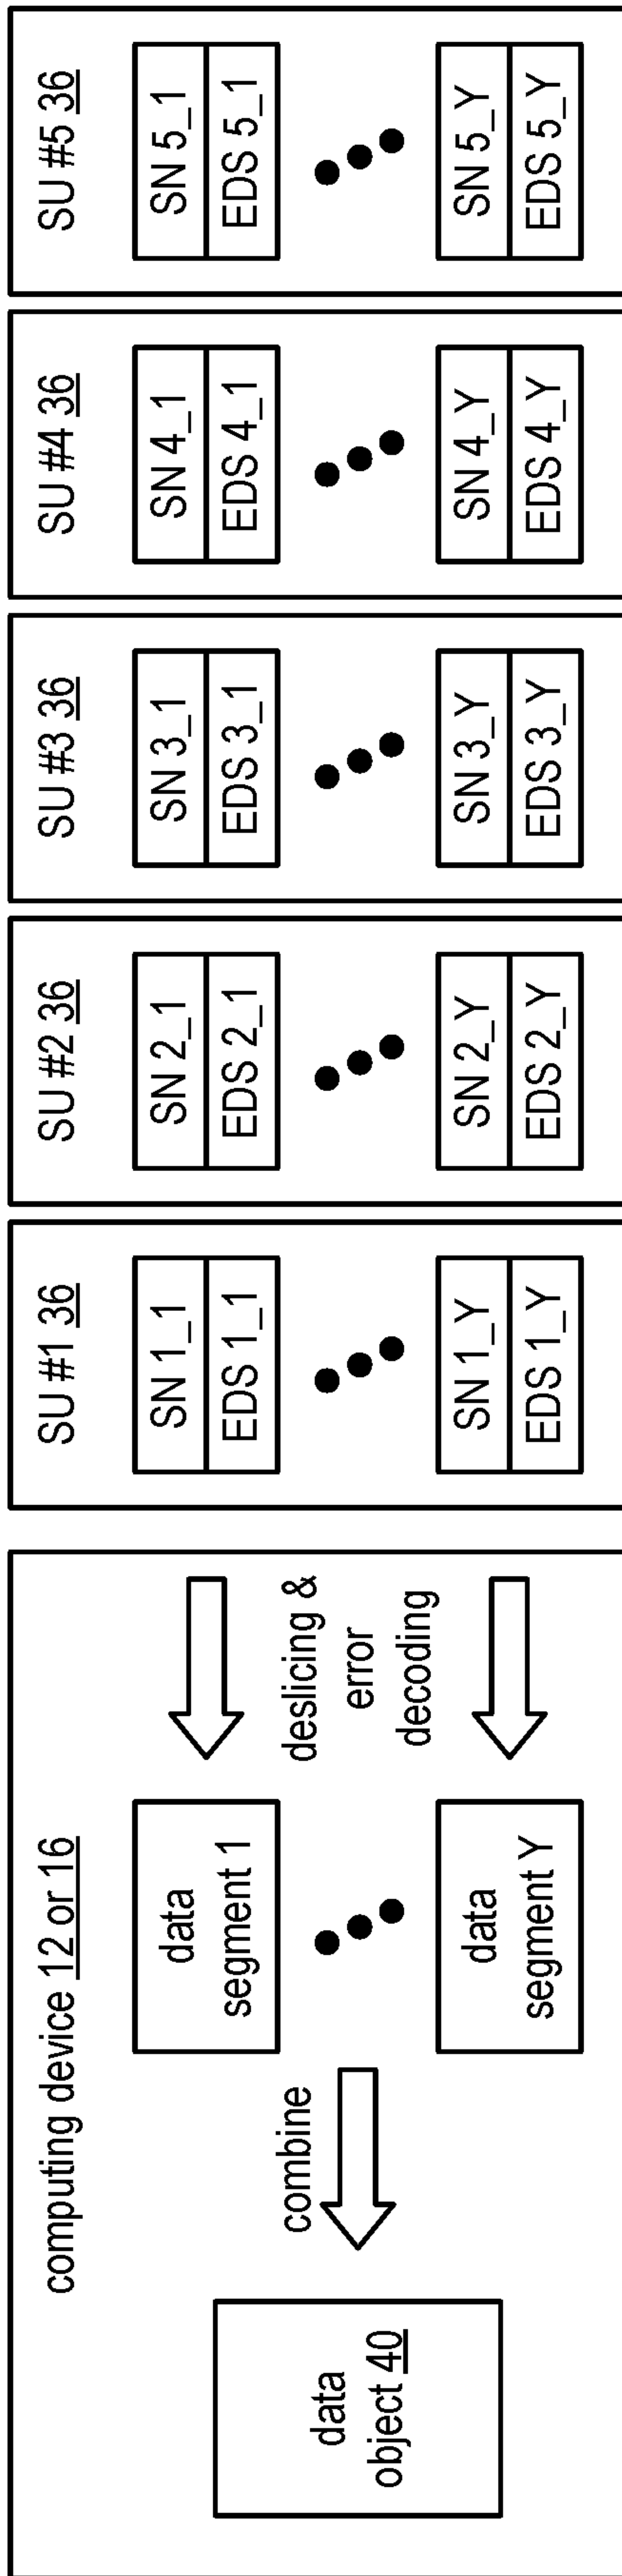 computing device 12 or 16
data
object 40
combine
data
segment 1
data
segment Y
deslicing &
error
decoding
SU #1 36
SN 1_1
EDS 1_1
SN 1_Y
EDS 1_Y
SU #2 36
SN 2_1
EDS 2_1
SN 2_Y
EDS 2_Y
SU #3 36
SN 3_1
EDS 3_1
SN 3_Y
EDS 3_Y
SU #4 36
SN 4_1
EDS 4_1
SN 4_Y
EDS 4_Y
SU #5 36
SN 5_1
EDS 5_1
SN 5_Y
EDS 5_Y